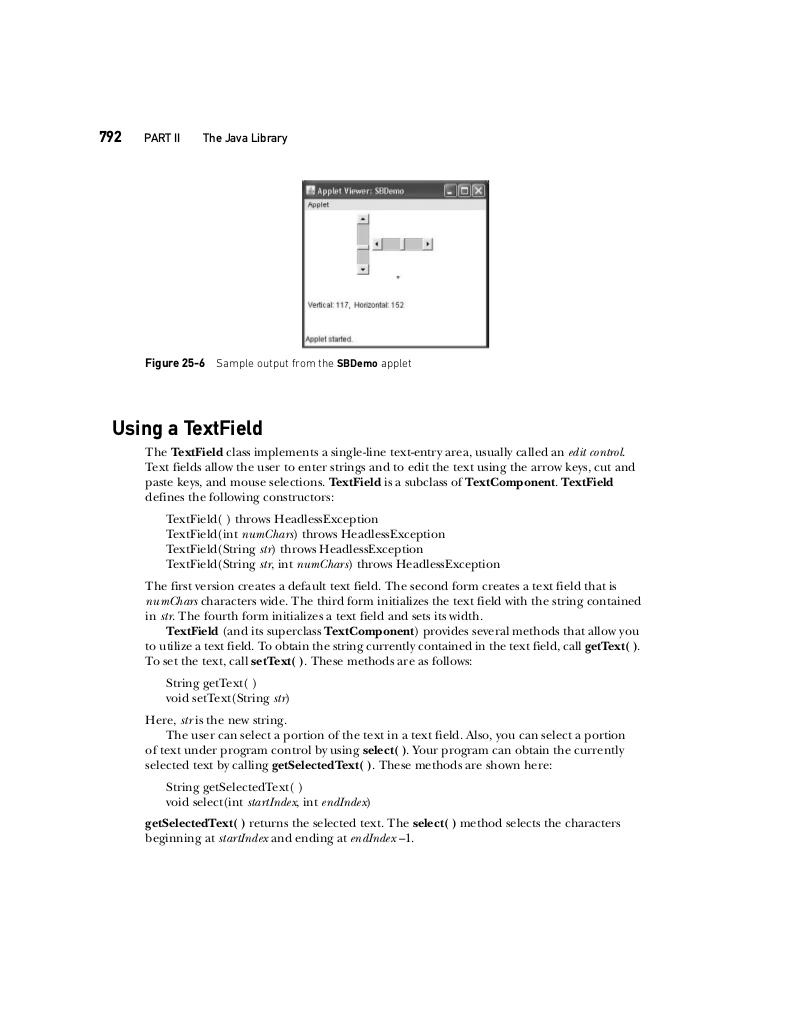 792 PART II The Java Library
Applet Viewer: SBDemo
Applet
Vertical: 117, Horizontal: 152
Applet started.
Figure 25-6 Sample output from the SBDemo applet
Using a TextField
The TextField class implements a single-line text-entry area, usually called an edit control.
Text fields allow the user to enter strings and to edit the text using the arrow keys, cut and
paste keys, and mouse selections. TextField is a subclass of TextComponent. TextField
defines the following constructors:
TextField( ) throws HeadlessException
TextField(int numChars) throws HeadlessException
TextField(String str) throws HeadlessException
TextField(String str, int numChars) throws HeadlessException
The first version creates a default text field. The second form creates a text field that is
numChars characters wide. The third form initializes the text field with the string contained
in str. The fourth form initializes a text field and sets its width.
TextField (and its superclass TextComponent) provides several methods that allow you
to utilize a text field. To obtain the string currently contained in the text field, call getText( ).
To set the text, call setText( ). These methods are as follows:
String getText( )
void setText(String str)
Here, str is the new string.
The user can select a portion of the text in a text field. Also, you can select a portion
of text under program control by using select( ). Your program can obtain the currently
selected text by calling getSelectedText( ). These methods are shown here:
String getSelectedText( )
void select(int startIndex, int endIndex)
getSelectedText( ) returns the selected text. The select( ) method selects the characters
beginning at startIndex and ending at endIndex –1.